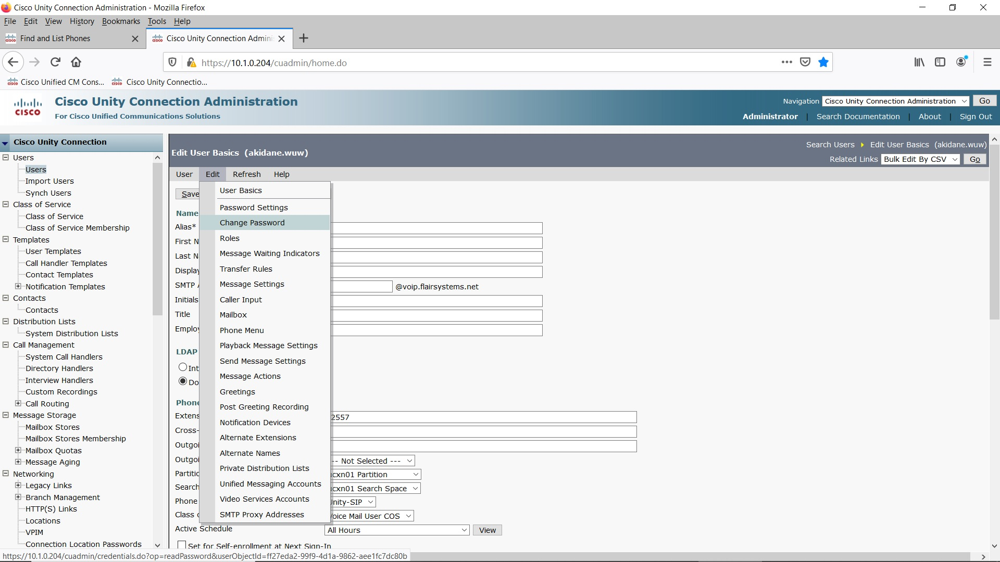 Cisco Unity Connection Administration - Mozilla Firefox
File Edit View History Bookmarks Tools Help
Find and List Phones
Cisco Unity Connection Adminis
https://10.1.0.204/cuadmin/home.do
Cisco Unified CM Cons... Cisco Unity Connectio...
CISCO
Cisco Unity Connection Administration
For Cisco Unified Communications Solutions
Navigation Cisco Unity Connection Administration Go
Administrator | Search Documentation | About | Sign Out
Cisco Unity Connection
Users
Users
Import Users
Synch Users
Class of Service
Class of Service
Class of Service Membership
Templates
User Templates
Call Handler Templates
Contact Templates
Notification Templates
Contacts
Contacts
Distribution Lists
System Distribution Lists
Call Management
System Call Handlers
Directory Handlers
Interview Handlers
Custom Recordings
Call Routing
Message Storage
Mailbox Stores
Mailbox Stores Membership
Mailbox Quotas
Message Aging
Networking
Legacy Links
Branch Management
HTTP(S) Links
Locations
VPIM
Connection Location Passwords
Edit User Basics (akidane.wuw)
Search Users Edit User Basics (akidane.wuw)
Related Links Bulk Edit By CSV Go
User Edit Refresh Help
Save
User Basics
Password Settings
Change Password
Roles
Message Waiting Indicators
Transfer Rules
Message Settings
Caller Input
Mailbox
Phone Menu
Playback Message Settings
Send Message Settings
Message Actions
Greetings
Post Greeting Recording
Notification Devices
Alternate Extensions
Alternate Names
Private Distribution Lists
Unified Messaging Accounts
Video Services Accounts
SMTP Proxy Addresses
Name
Alias*
First N
Last N
Display
SMTP A @voip.flairsystems.net
Initials
Title
Employ
LDAP
Int
Do
Phone
Extens 2557
Cross-
Outgoi
Outgoi -- Not Selected ---
Partitio ucxn01 Partition
Search ucxn01 Search Space
Phone Unity-SIP
Class o Voice Mail User COS
Active Schedule All Hours View
Set for Self-enrollment at Next Sign-In
https://10.1.0.204/cuadmin/credentials.do?op=readPassword&userObjectId=ff27eda2-99f9-4d1a-9862-aee1fc7dc80b